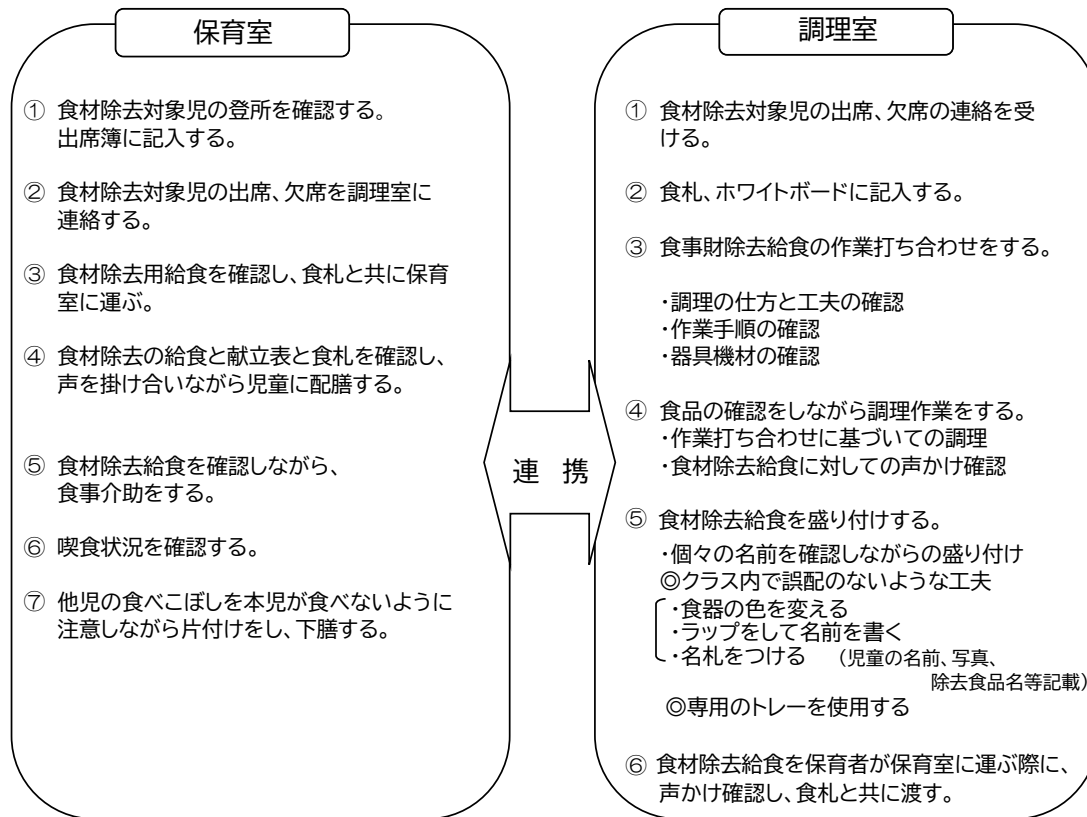 保育室
① 食材除去対象児の登所を確認する。
出席簿に記入する。
② 食材除去対象児の出席、欠席を調理室に
連絡する。
③ 食材除去用給食を確認し、食札と共に保育
室に運ぶ。
④ 食材除去の給食と献立表と食札を確認し、
声を掛け合いながら児童に配膳する。
⑤ 食材除去給食を確認しながら、
食事介助をする。
⑥ 喫食状況を確認する。
⑦ 他児の食べこぼしを本児が食べないように
注意しながら片付けをし、下膳する。
連 携
調理室
① 食材除去対象児の出席、欠席の連絡を受
ける。
② 食札、ホワイトボードに記入する。
③ 食事財除去給食の作業打ち合わせをする。
・調理の仕方と工夫の確認
・作業手順の確認
・器具機材の確認
④ 食品の確認をしながら調理作業をする。
・作業打ち合わせに基づいての調理
・食材除去給食に対しての声かけ確認
⑤ 食材除去給食を盛り付けする。
・個々の名前を確認しながらの盛り付け
◎クラス内で誤配のないような工夫
・食器の色を変える
・ラップをして名前を書く
・名札をつける (児童の名前、写真、
除去食品名等記載)
◎専用のトレーを使用する
⑥ 食材除去給食を保育者が保育室に運ぶ際に、
声かけ確認し、食札と共に渡す。